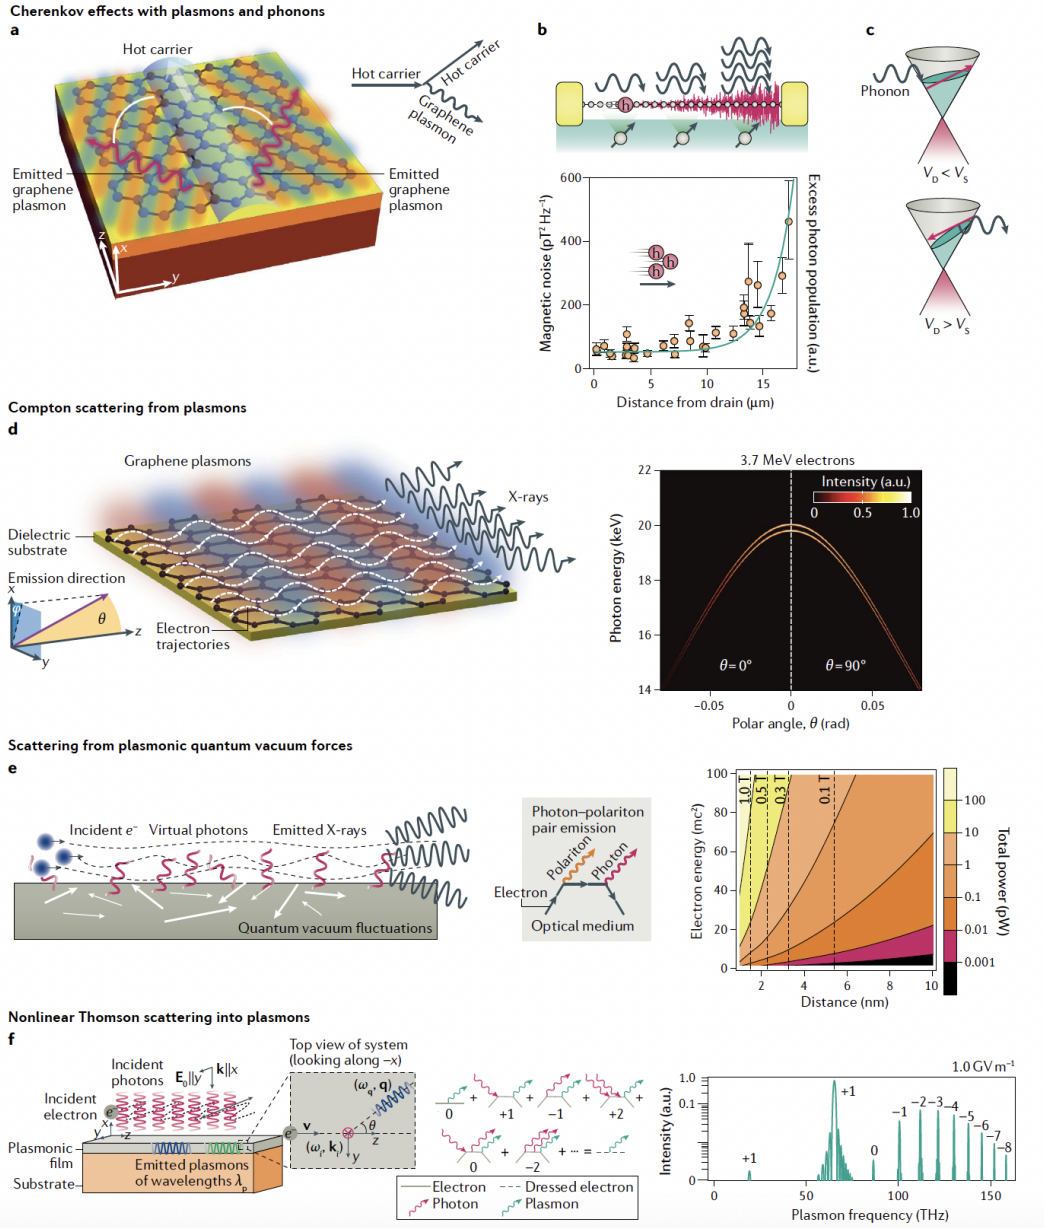 Cherenkov effects with plasmons and phonons
a
Hot carrier
Hot carrier
Hot carrier
Graphene
plasmon
Emitted
graphene
plasmon
Emitted
graphene
plasmon
z
x
y
b
h
Magnetic noise (pT² Hz⁻¹)
600
400
200
0
h
h
h
0 5 10 15
Distance from drain (μm)
Excess photon population (a.u.)
c
Phonon
V_D < V_S
V_D > V_S
Compton scattering from plasmons
d
Graphene plasmons
X-rays
Dielectric
substrate
Emission direction
x
φ
θ
z
y
Electron
trajectories
3.7 MeV electrons
Intensity (a.u.)
0 0.5 1.0
Photon energy (keV)
22
20
18
16
14
θ = 0° θ = 90°
−0.05 0 0.05
Polar angle, θ (rad)
Scattering from plasmonic quantum vacuum forces
e
Incident e⁻ Virtual photons Emitted X-rays
Quantum vacuum fluctuations
Photon–polariton
pair emission
Polariton
Photon
Electron
Optical medium
Electron energy (mc²)
100
80
60
40
20
0
1.0 T
0.5 T
0.3 T
0.1 T
2 4 6 8 10
Distance (nm)
100
10
1
0.1
0.01
0.001
Total power (pW)
Nonlinear Thomson scattering into plasmons
f
Incident
photons
E₀||y
k||x
Incident
electron
e⁻
x
y
z
Plasmonic
film
Substrate
Emitted plasmons
of wavelengths λ_p
Top view of system
(looking along −x)
(ω_q, q)
e⁻
v
θ
z
(ω_i, k_i)
y
0 + +1 + −1 + +2 +
0 + −2 + ··· =
Electron Dressed electron
Photon Plasmon
1.0 GV m⁻¹
Intensity (a.u.)
1.0
0.1
0
+1
+1
0
−1
−2
−3
−4
−5
−6
−7
−8
0 50 100 150
Plasmon frequency (THz)